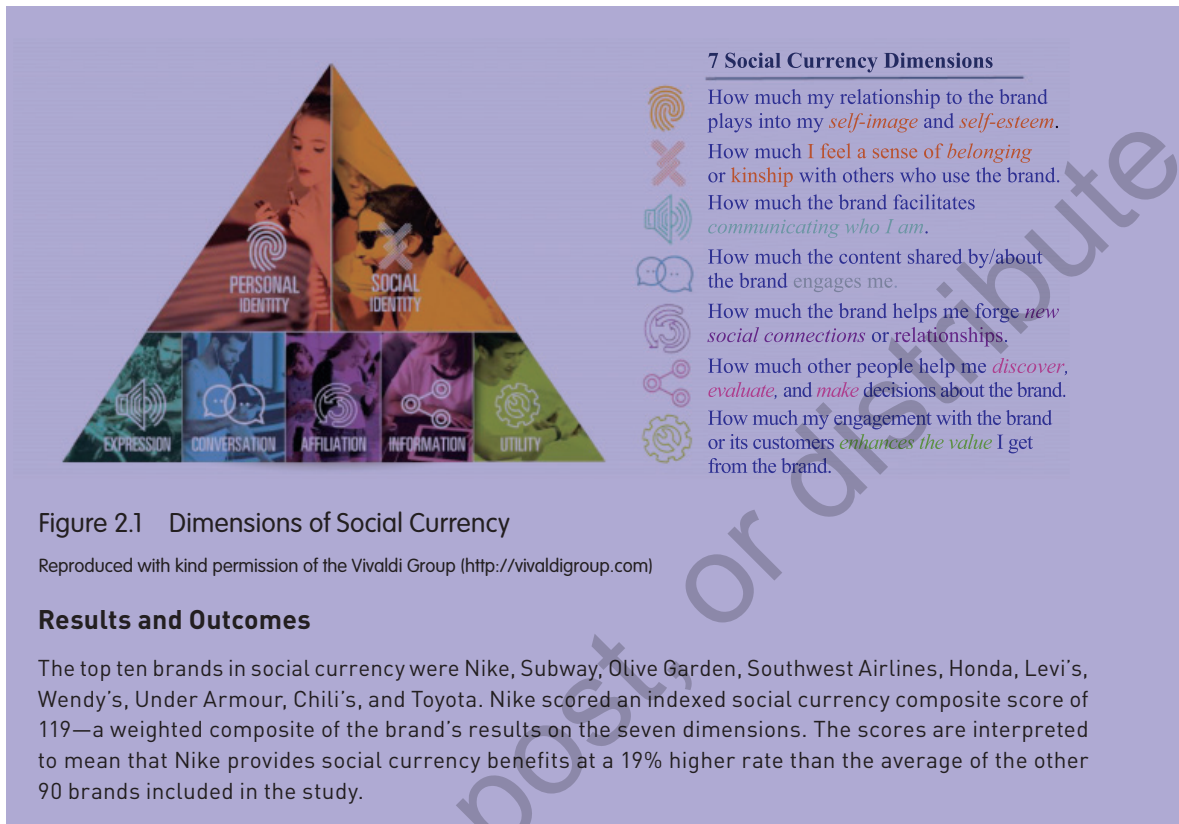 PERSONAL
IDENTITY
SOCIAL
IDENTITY
EXPRESSION
CONVERSATION
AFFILIATION
INFORMATION
UTILITY
7 Social Currency Dimensions
How much my relationship to the brand
plays into my self-image and self-esteem.
How much I feel a sense of belonging
or kinship with others who use the brand.
How much the brand facilitates
communicating who I am.
How much the content shared by/about
the brand engages me.
How much the brand helps me forge new
social connections or relationships.
How much other people help me discover,
evaluate, and make decisions about the brand.
How much my engagement with the brand
or its customers enhances the value I get
from the brand.
Figure 2.1 Dimensions of Social Currency
Reproduced with kind permission of the Vivaldi Group (http://vivaldigroup.com)
Results and Outcomes
The top ten brands in social currency were Nike, Subway, Olive Garden, Southwest Airlines, Honda, Levi's,
Wendy's, Under Armour, Chili's, and Toyota. Nike scored an indexed social currency composite score of
119—a weighted composite of the brand's results on the seven dimensions. The scores are interpreted
to mean that Nike provides social currency benefits at a 19% higher rate than the average of the other
90 brands included in the study.
post, or distribute